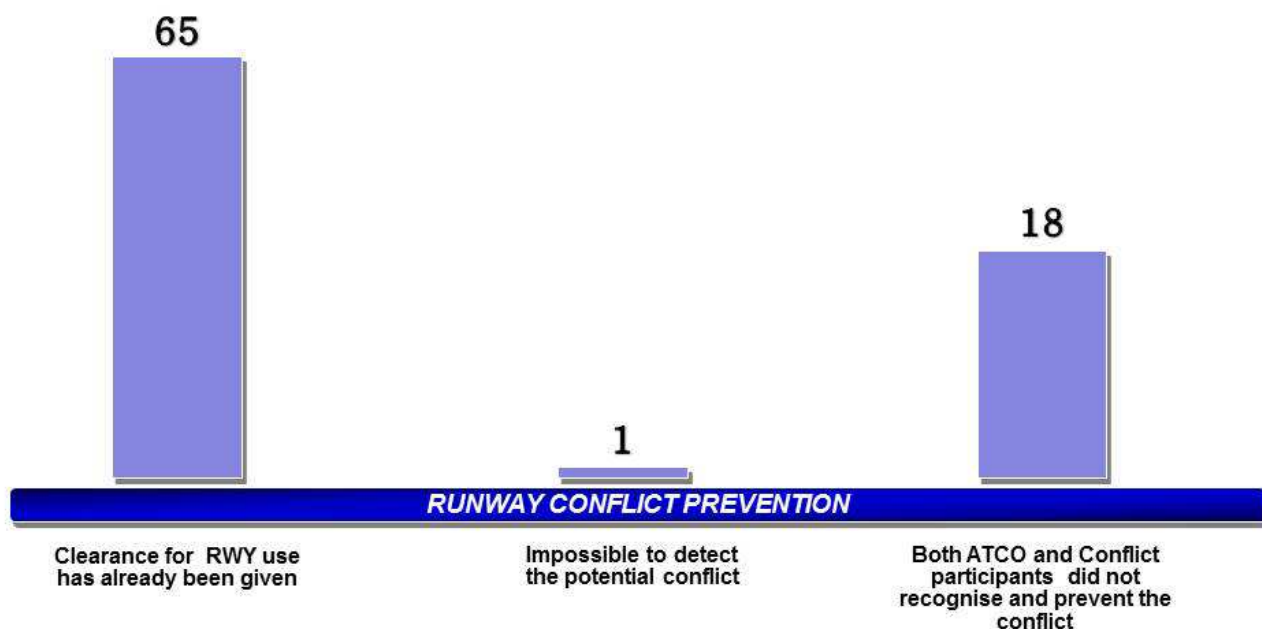 65
1
18
RUNWAY CONFLICT PREVENTION
Clearance for RWY use
has already been given
Impossible to detect
the potential conflict
Both ATCO and Conflict
participants did not
recognise and prevent the
conflict